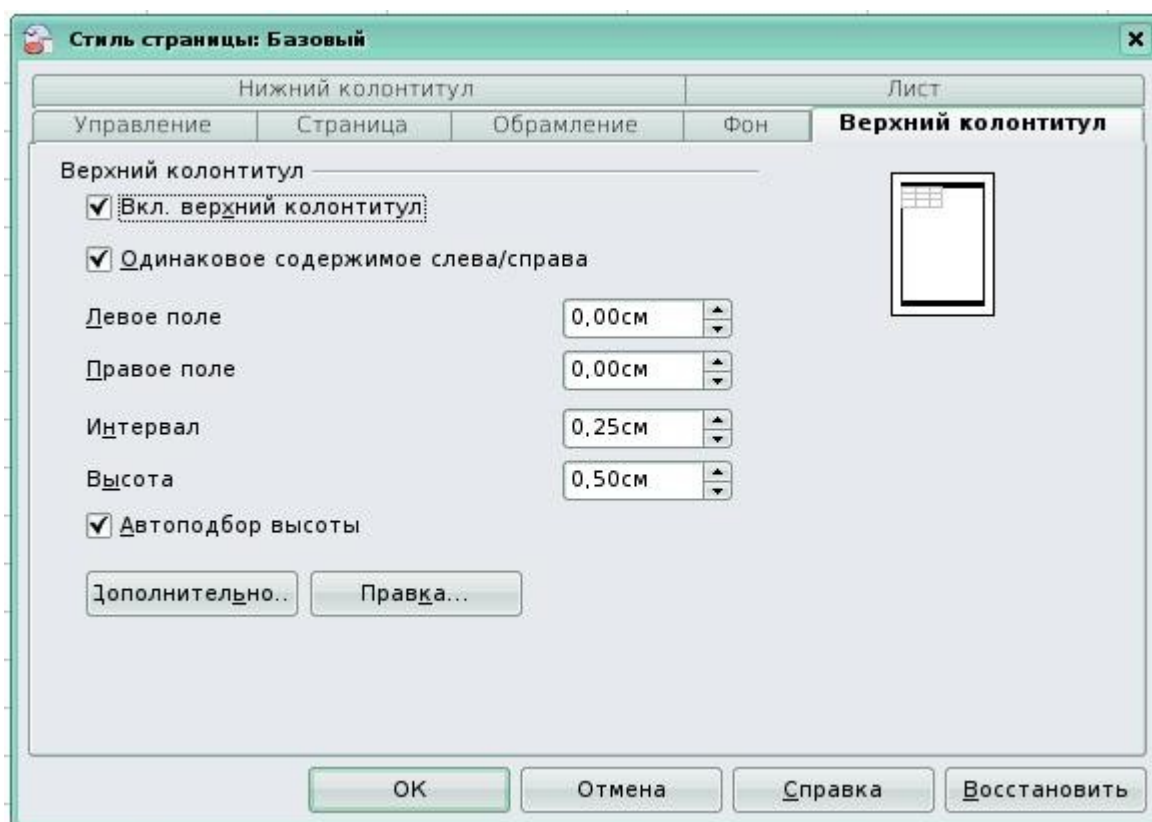 Стиль страницы: Базовый
Нижний колонтитул Лист
Управление Страница Обрамление Фон Верхний колонтитул
Верхний колонтитул
Вкл. верхний колонтитул
Одинаковое содержимое слева/справа
Левое поле 0,00см
Правое поле 0,00см
Интервал 0,25см
Высота 0,50см
Автоподбор высоты
Дополнительно.. Правка...
OK Отмена Справка Восстановить